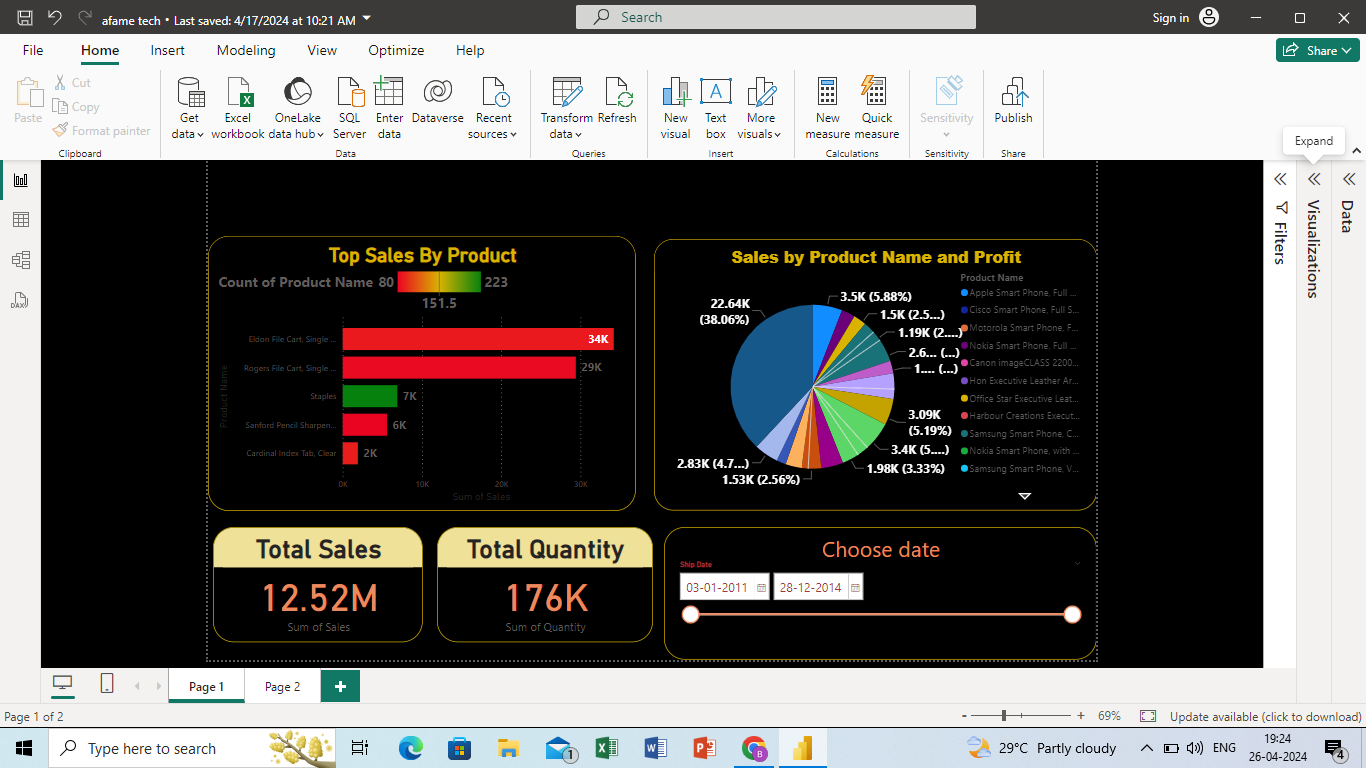 afame tech • Last saved: 4/17/2024 at 10:21 AM
Search
Sign in
File Home Insert Modeling View Optimize Help
Share
Paste
Cut
Copy
Format painter
Clipboard
Get data
Excel workbook
OneLake data hub
SQL Server
Enter data
Dataverse
Recent sources
Data
Transform data
Refresh
Queries
New visual
Text box
More visuals
Insert
New measure
Quick measure
Calculations
Sensitivity
Sensitivity
Publish
Share
Expand
Filters
Visualizations
Data
Top Sales By Product
Count of Product Name 80 223
151.5
Product Name
Eldon File Cart, Single ... 34K
Rogers File Cart, Single ... 29K
Staples 7K
Sanford Pencil Sharpen... 6K
Cardinal Index Tab, Clear 2K
0K 10K 20K 30K
Sum of Sales
Sales by Product Name and Profit
22.64K
(38.06%)
3.5K (5.88%)
1.5K (2.5...)
1.19K (2....)
2.6... (...)
1.... (...)
3.09K
(5.19%)
3.4K (5....)
1.98K (3.33%)
1.53K (2.56%)
2.83K (4.7...)
Product Name
Apple Smart Phone, Full ...
Cisco Smart Phone, Full S...
Motorola Smart Phone, F...
Nokia Smart Phone, Full ...
Canon imageCLASS 2200...
Hon Executive Leather Ar...
Office Star Executive Leat...
Harbour Creations Execut...
Samsung Smart Phone, C...
Nokia Smart Phone, with ...
Samsung Smart Phone, V...
Total Sales
12.52M
Sum of Sales
Total Quantity
176K
Sum of Quantity
Choose date
Ship Date
03-01-2011 28-12-2014
Page 1 Page 2
Page 1 of 2
- + 69%
Update available (click to download)
Type here to search
1
B
29°C Partly cloudy
ENG
19:24
26-04-2024
4
DAX